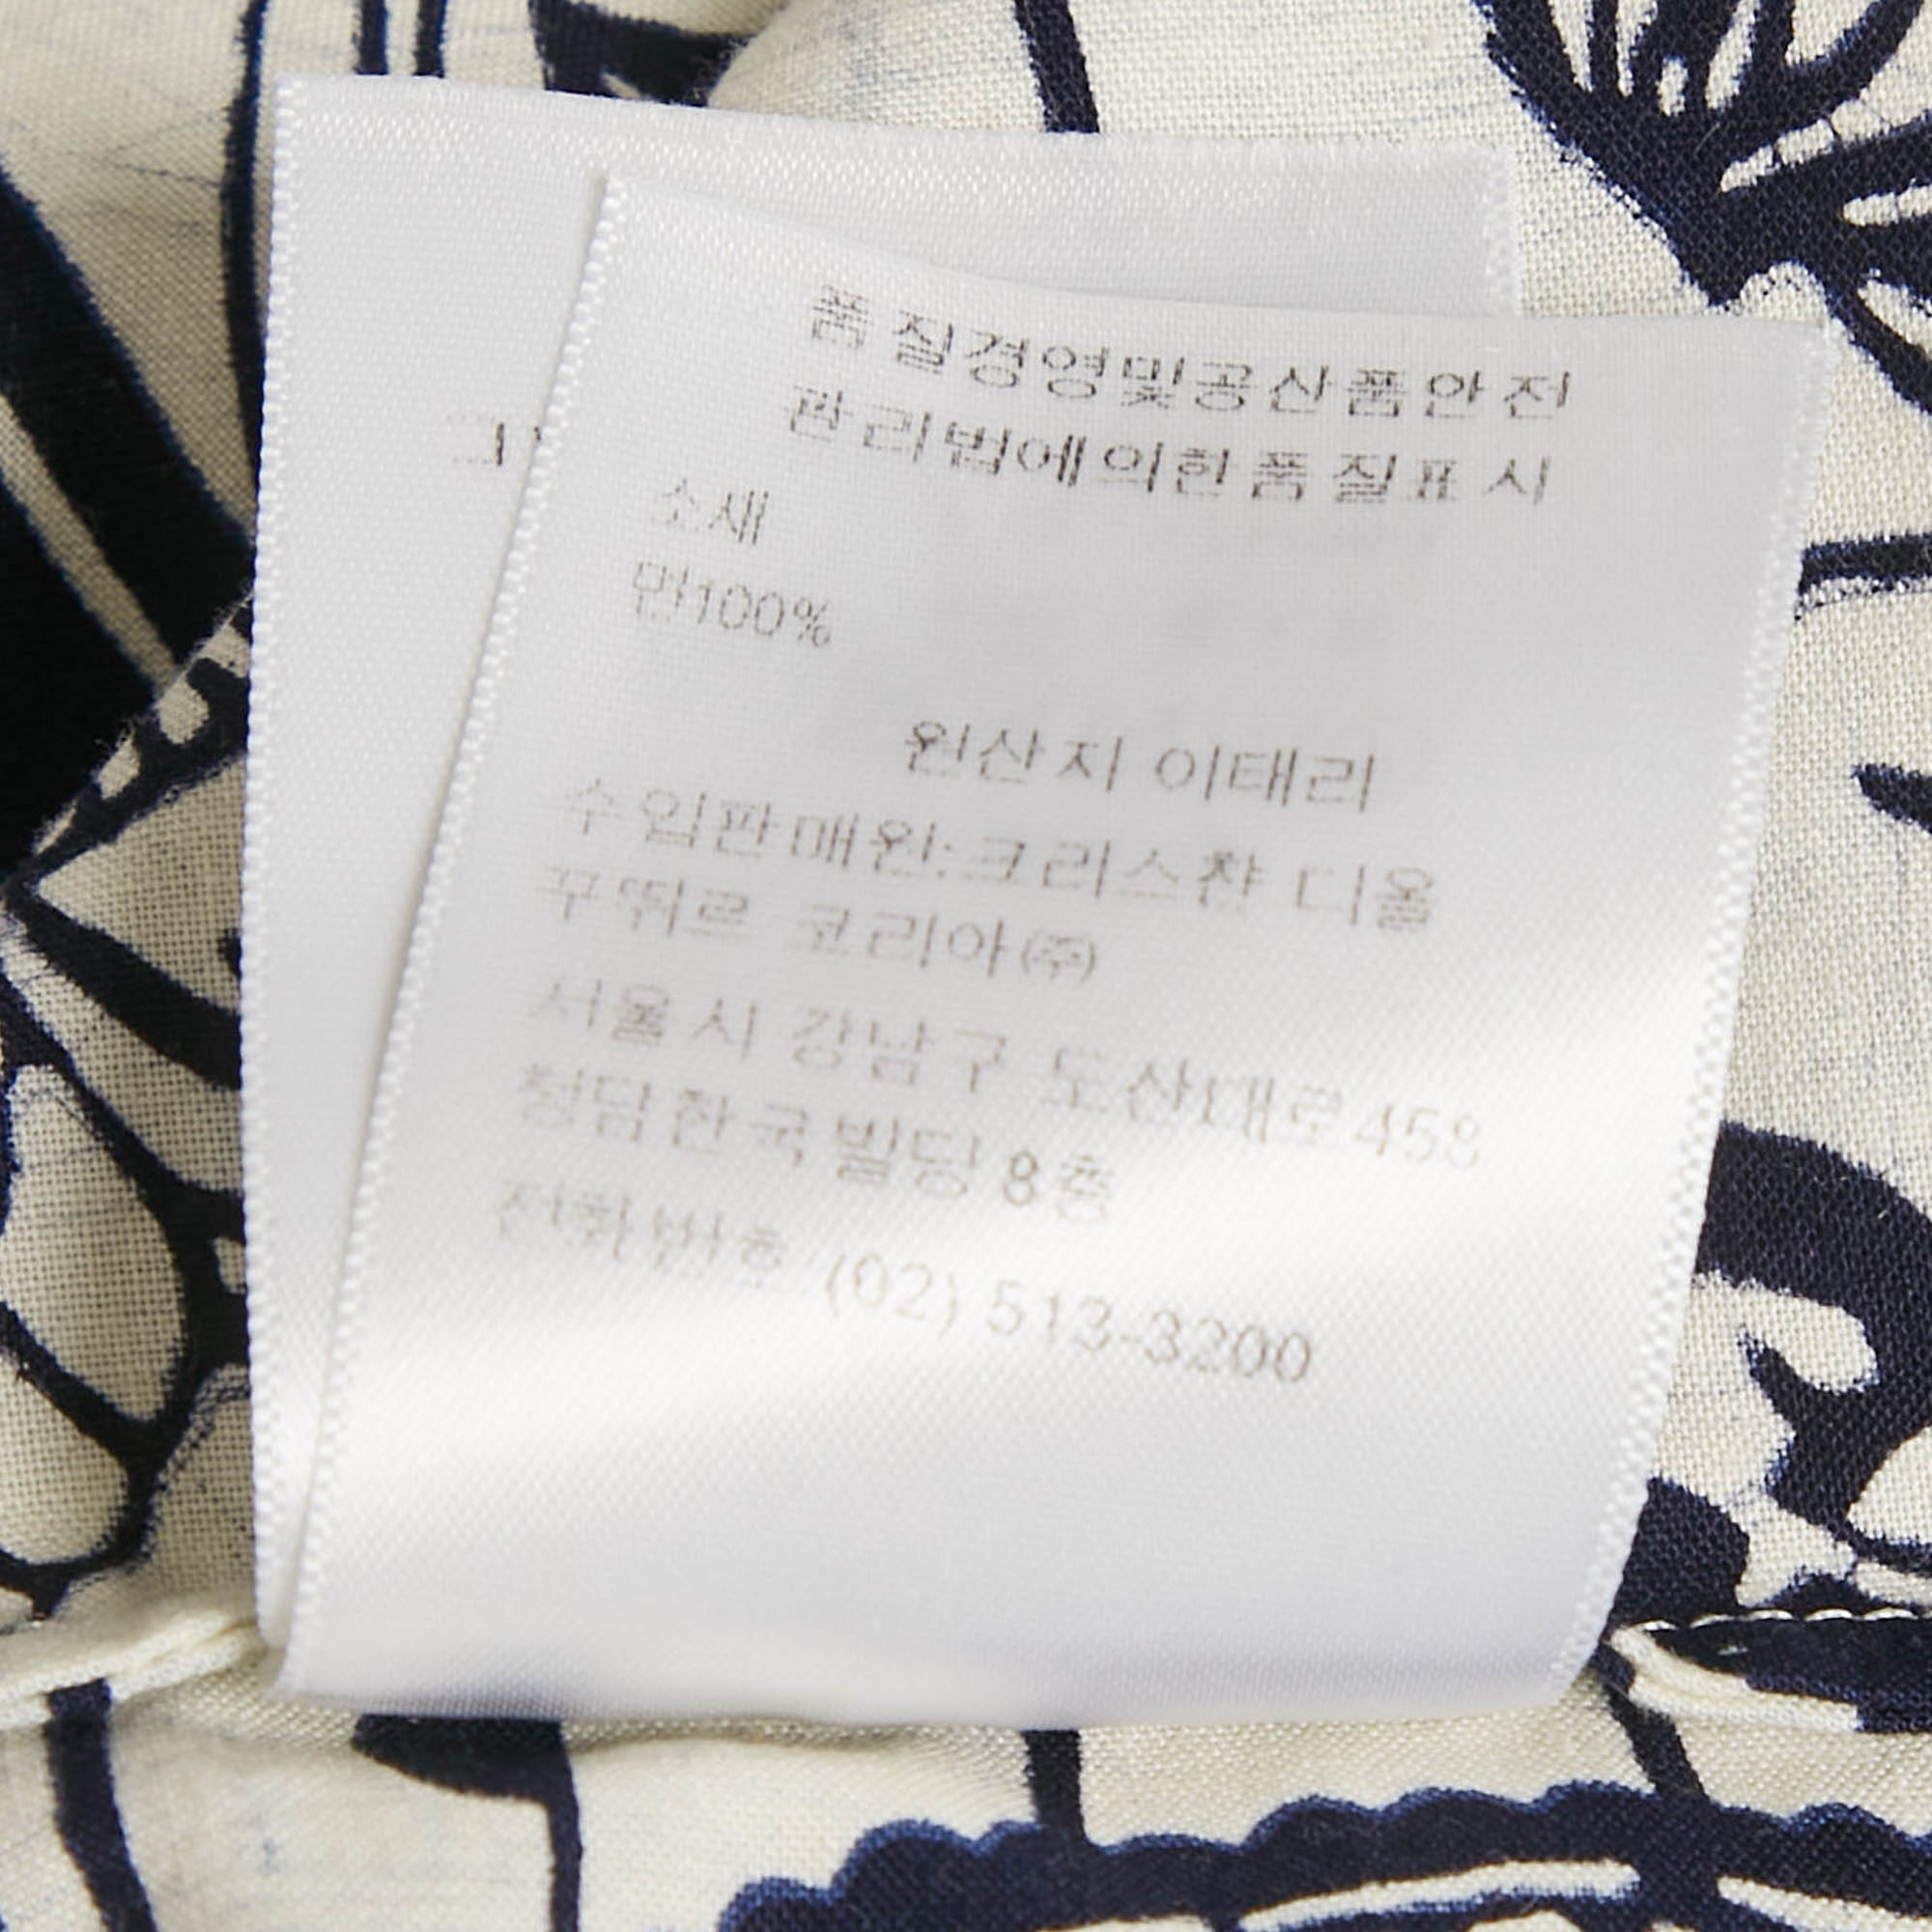 품질경영및공산품안전
관리법에의한품질표시
소재
면100%
원산지 이태리
수입판매원:크리스챤 디올
꾸뛰르 코리아㈜
서울시 강남구 도산대로458
청담한국빌딩 8층
전화번호 (02) 513-3200